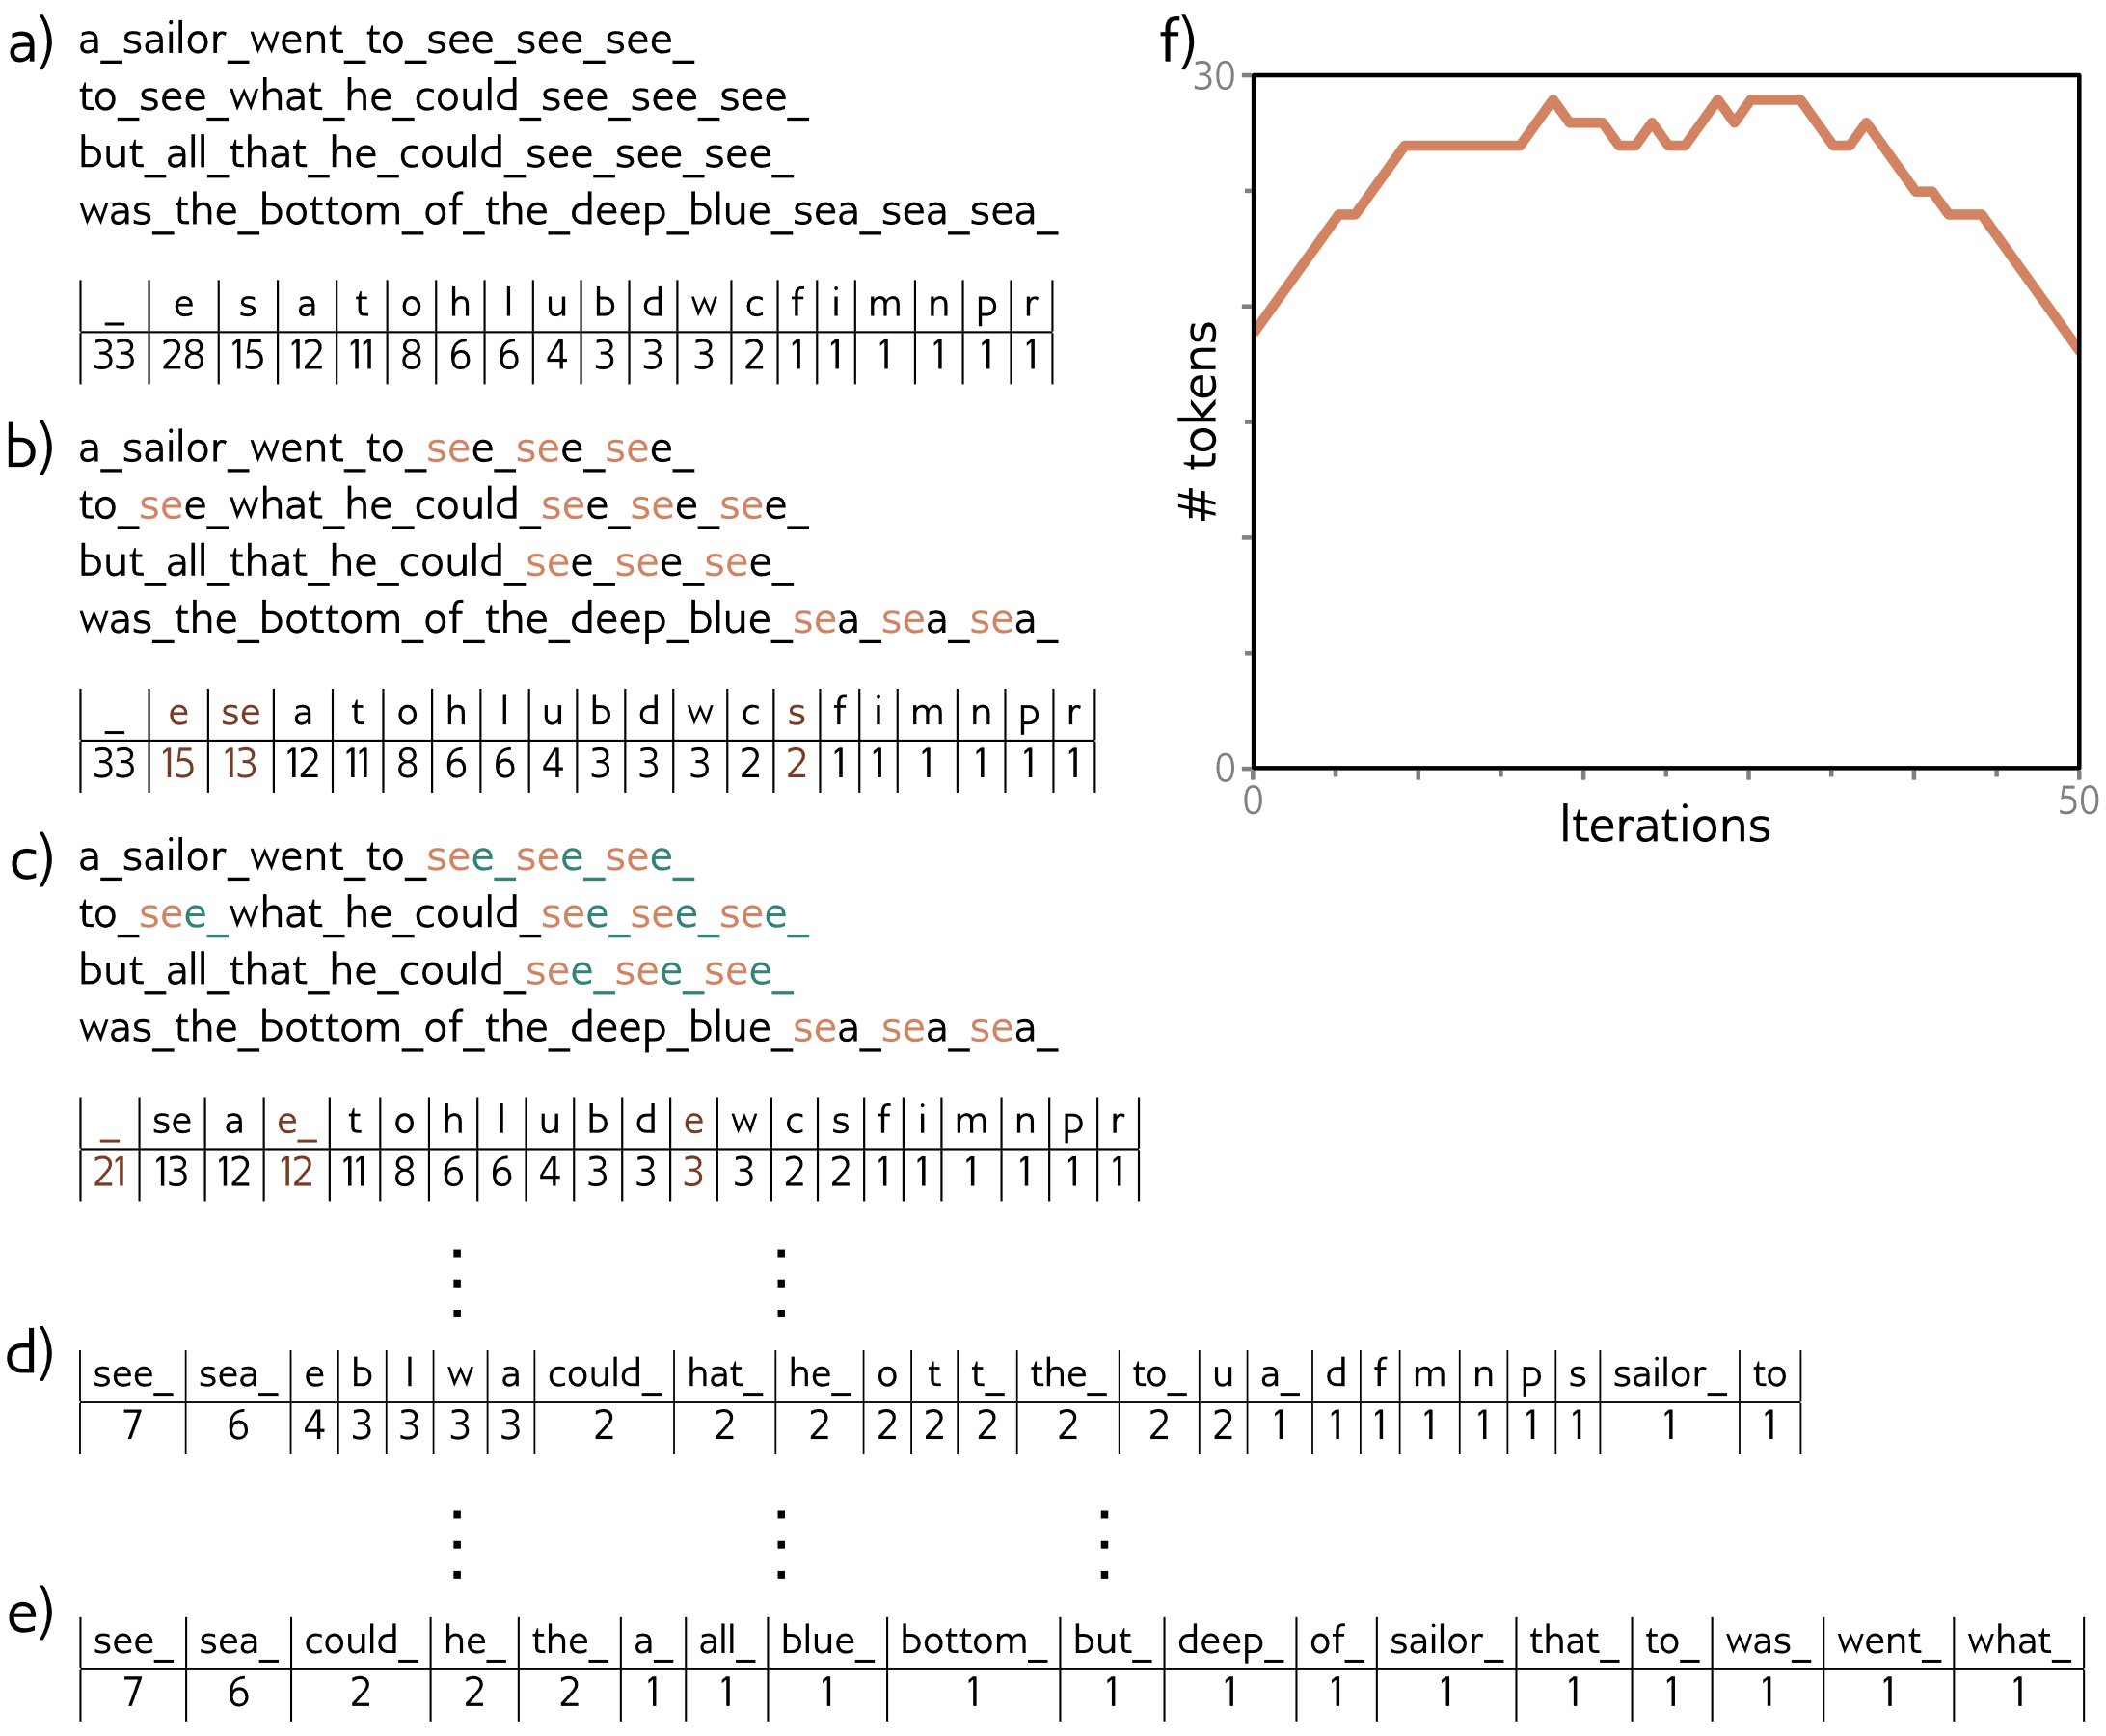 a) a_sailor_went_to_see_see_see_
to_see_what_he_could_see_see_see_
but_all_that_he_could_see_see_see_
was_the_bottom_of_the_deep_blue_sea_sea_sea_
_ e s a t o h l u b d w c f i m n p r
33 28 15 12 11 8 6 6 4 3 3 3 2 1 1 1 1 1 1
b) a_sailor_went_to_see_see_see_
to_see_what_he_could_see_see_see_
but_all_that_he_could_see_see_see_
was_the_bottom_of_the_deep_blue_sea_sea_sea_
_ e se a t o h l u b d w c s f i m n p r
33 15 13 12 11 8 6 6 4 3 3 3 2 2 1 1 1 1 1 1
c) a_sailor_went_to_see_see_see_
to_see_what_he_could_see_see_see_
but_all_that_he_could_see_see_see_
was_the_bottom_of_the_deep_blue_sea_sea_sea_
_ se a e_ t o h l u b d e w c s f i m n p r
21 13 12 12 11 8 6 6 4 3 3 3 3 2 2 1 1 1 1 1 1
d) see_ sea_ e b l w a could_ hat_ he_ o t t_ the_ to_ u a_ d f m n p s sailor_ to
7 6 4 3 3 3 3 2 2 2 2 2 2 2 2 2 1 1 1 1 1 1 1 1 1
e) see_ sea_ could_ he_ the_ a_ all_ blue_ bottom_ but_ deep_ of_ sailor_ that_ to_ was_ went_ what_
7 6 2 2 2 1 1 1 1 1 1 1 1 1 1 1 1 1
f)
30
# tokens
0
0 50
Iterations